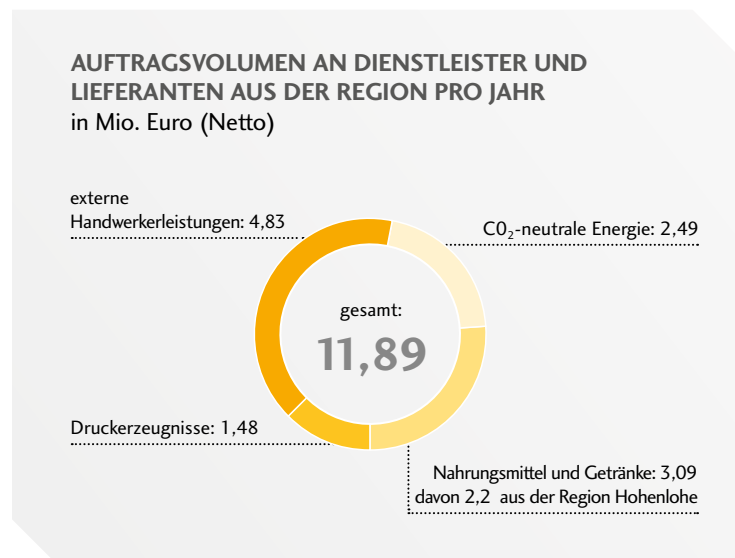 AUFTRAGSVOLUMEN AN DIENSTLEISTER UND
LIEFERANTEN AUS DER REGION PRO JAHR
in Mio. Euro (Netto)
externe
Handwerkerleistungen: 4,83
C0₂-neutrale Energie: 2,49
gesamt:
11,89
Druckerzeugnisse: 1,48
Nahrungsmittel und Getränke: 3,09
davon 2,2 aus der Region Hohenlohe